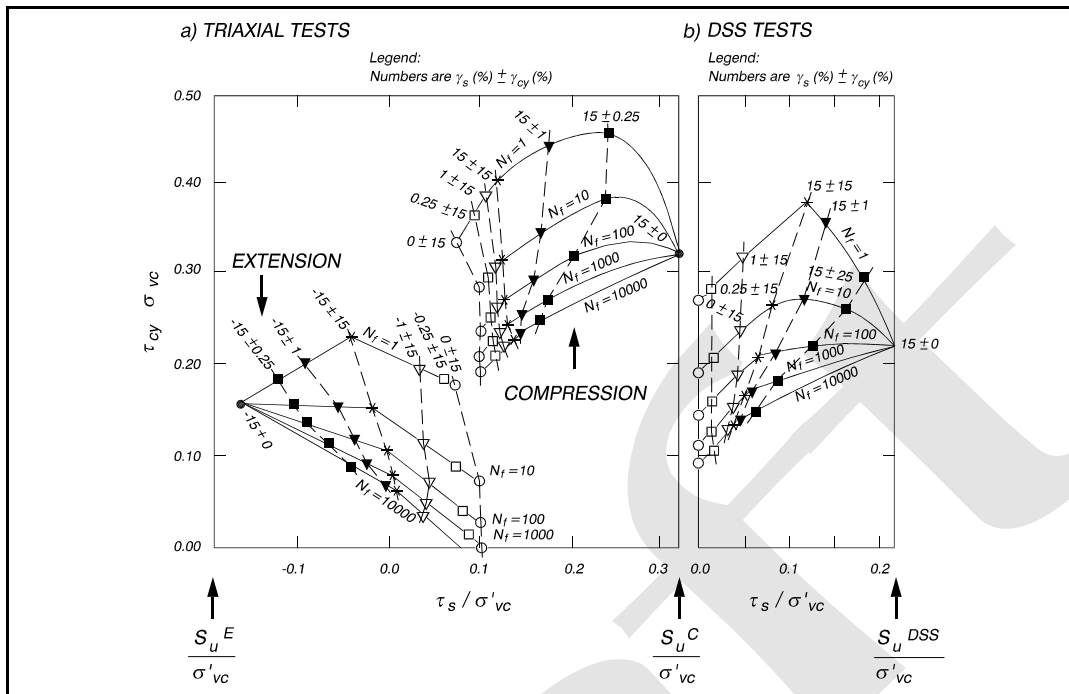 a) TRIAXIAL TESTS
Legend:
Numbers are γs (%) ± γcy (%)
b) DSS TESTS
Legend:
Numbers are γs (%) ± γcy (%)
0.50
0.40
0.30
0.20
0.10
0.00
τcy σvc
EXTENSION
COMPRESSION
-15±0.25
-15±1
-15±15
Nf=1
-1±15
-0.25±15
0±15
-15+0
Nf=10
Nf=100
Nf=1000
Nf=10000
0±15
0.25±15
1±15
15±15
Nf=1
15±1
15±0.25
Nf=10
15±0
Nf=100
Nf=1000
Nf=10000
0±15
0.25±15
1±15
15±15
15±1
Nf=1
15±25
Nf=10
Nf=100
Nf=1000
Nf=10000
15±0
-0.1
0.0
0.1
0.2
0.3
0.0
0.1
0.2
τs / σ'vc
τs / σ'vc
Su E
σ'vc
Su C
σ'vc
Su DSS
σ'vc